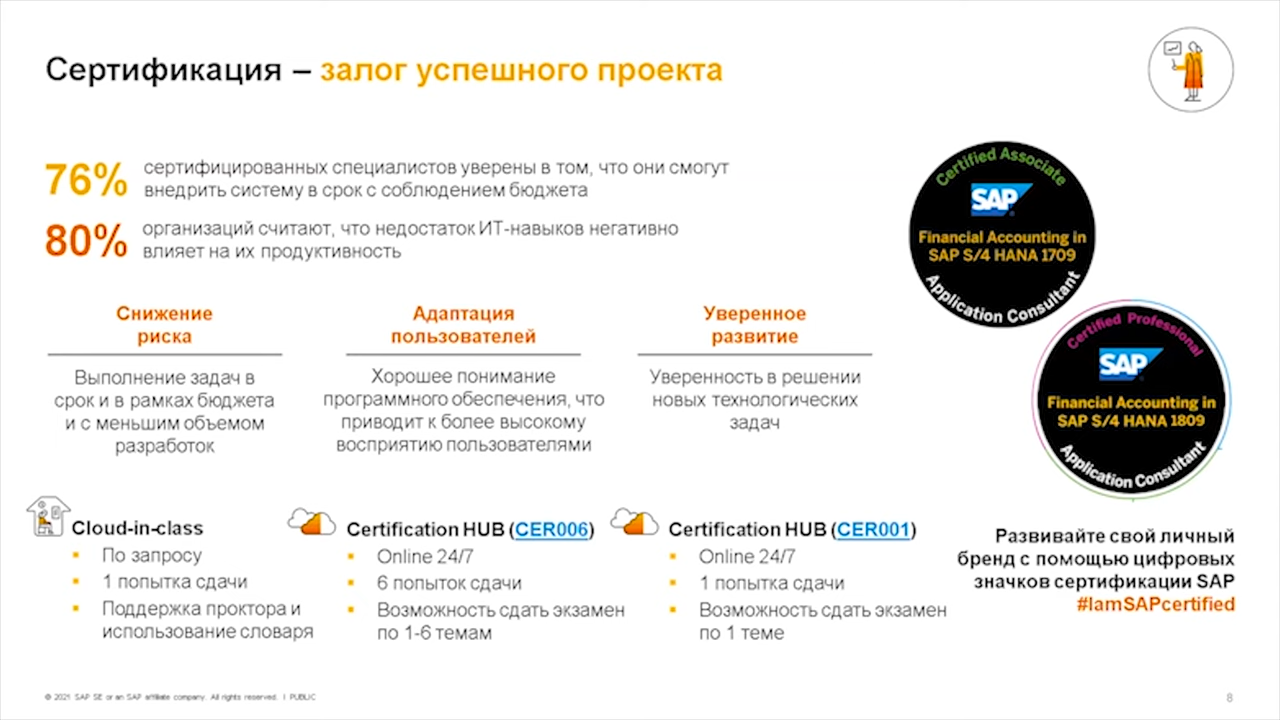 Сертификация – залог успешного проекта
76%
сертифицированных специалистов уверены в том, что они смогут
внедрить систему в срок с соблюдением бюджета
80%
организаций считают, что недостаток ИТ-навыков негативно
влияет на их продуктивность
Certified Associate
SAP
Financial Accounting in
SAP S/4 HANA 1709
Application Consultant
Certified Professional
SAP
Financial Accounting in
SAP S/4 HANA 1809
Application Consultant
Снижение
риска
Выполнение задач в
срок и в рамках бюджета
и с меньшим объемом
разработок
Адаптация
пользователей
Хорошее понимание
программного обеспечения, что
приводит к более высокому
восприятию пользователями
Уверенное
развитие
Уверенность в решении
новых технологических
задач
Cloud-in-class
По запросу
1 попытка сдачи
Поддержка проктора и
использование словаря
Certification HUB (CER006)
Online 24/7
6 попыток сдачи
Возможность сдать экзамен
по 1-6 темам
Certification HUB (CER001)
Online 24/7
1 попытка сдачи
Возможность сдать экзамен
по 1 теме
Развивайте свой личный
бренд с помощью цифровых
значков сертификации SAP
#IamSAPcertified
© 2021 SAP SE or an SAP affiliate company. All rights reserved. ǀ PUBLIC
8